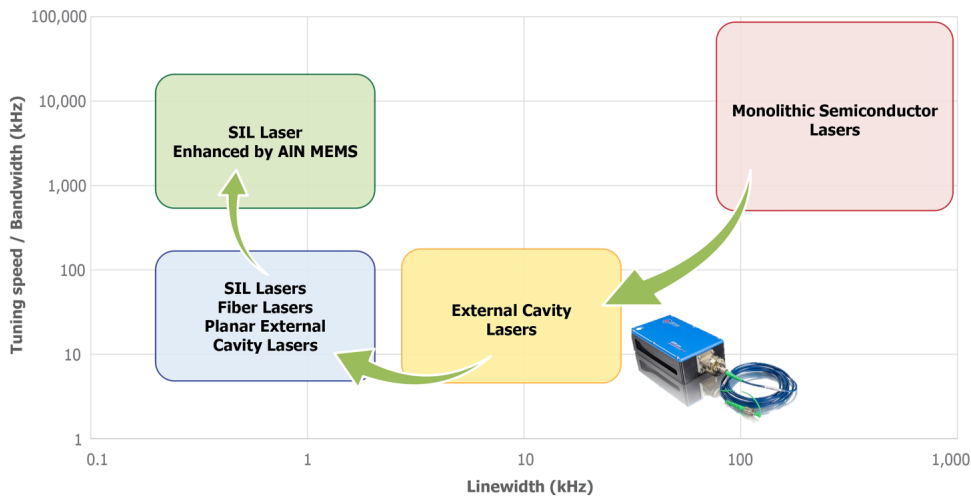 Tuning speed / Bandwidth (kHz)
100,000
10,000
1,000
100
10
1
SIL Laser
Enhanced by AlN MEMS
Monolithic Semiconductor
Lasers
SIL Lasers
Fiber Lasers
Planar External
Cavity Lasers
External Cavity
Lasers
0.1
1
10
100
1,000
Linewidth (kHz)